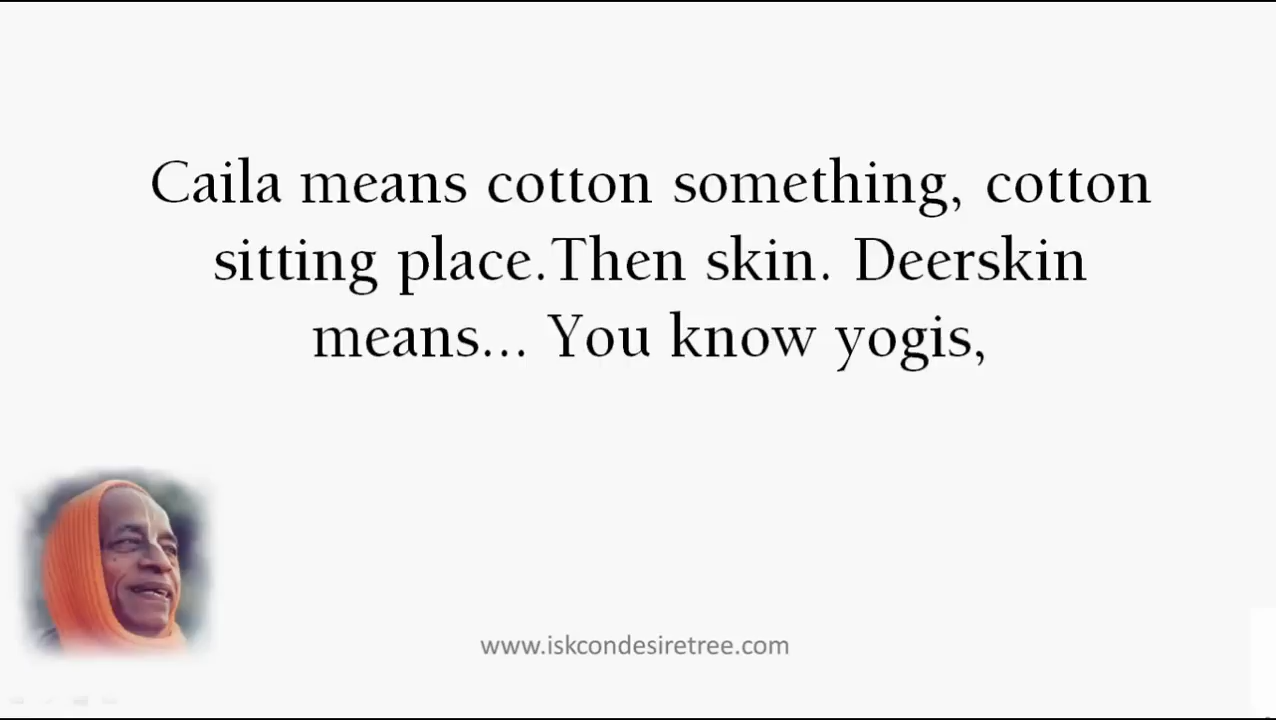 Caila means cotton something, cotton
sitting place.Then skin. Deerskin
means... You know yogis,
www.iskcondesiretree.com